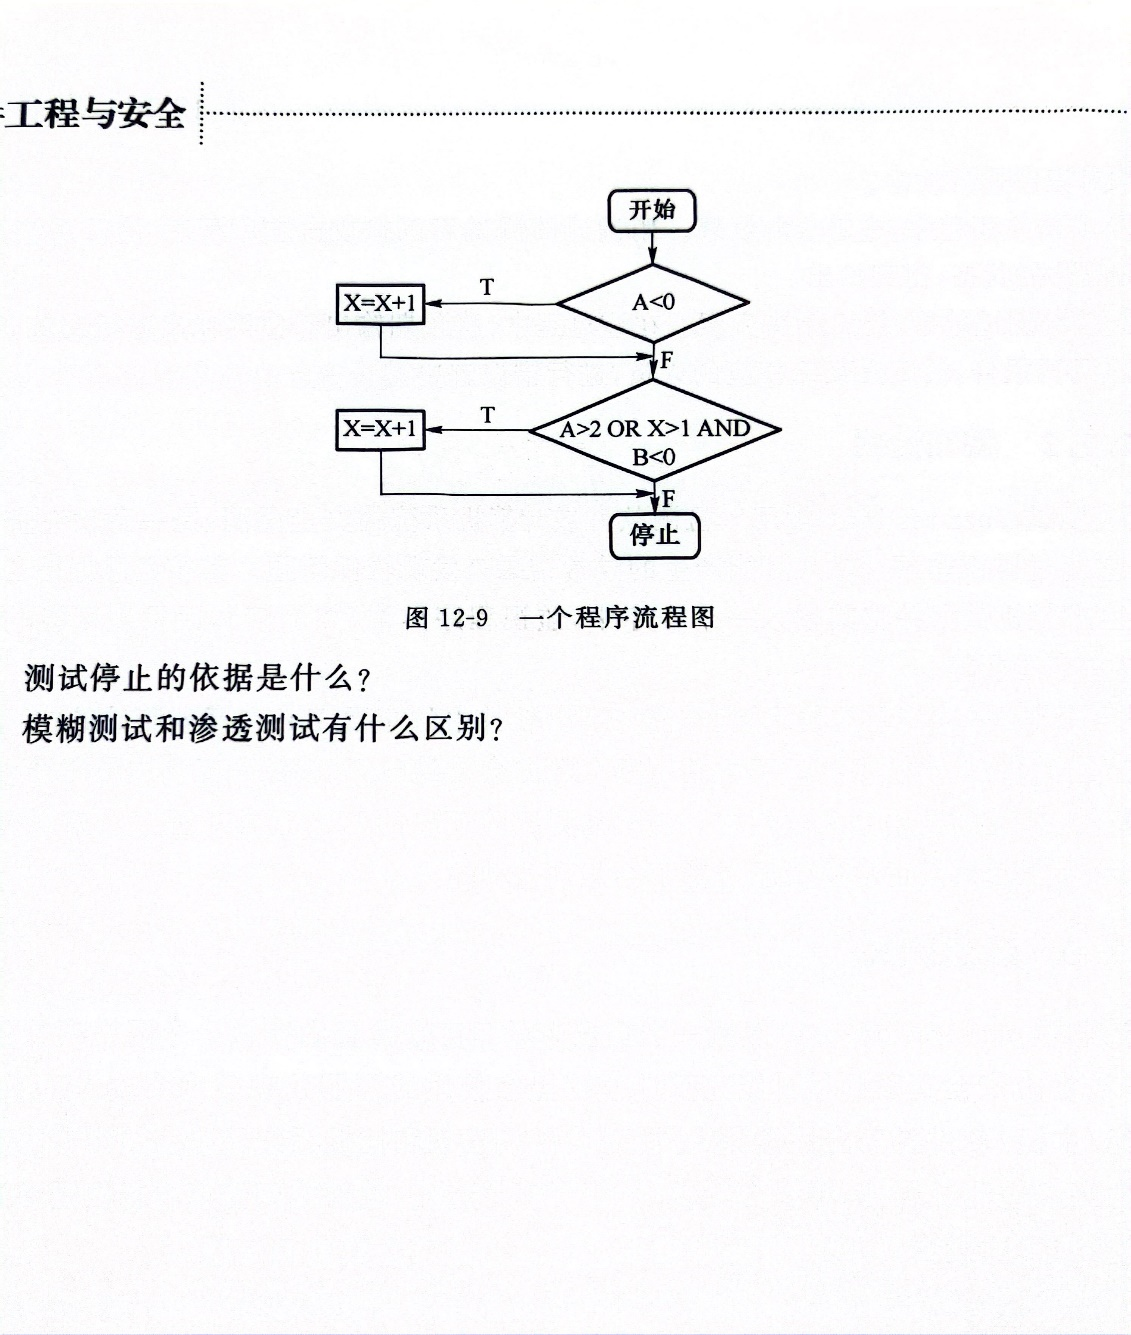 工程与安全
开始
A<0
T
X=X+1
F
A>2 OR X>1 AND
B<0
T
X=X+1
F
停止
图 12-9 一个程序流程图
测试停止的依据是什么?
模糊测试和渗透测试有什么区别?